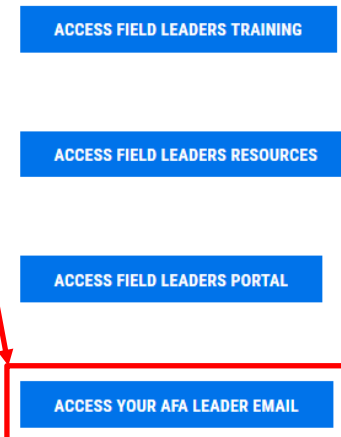 ACCESS FIELD LEADERS TRAINING
ACCESS FIELD LEADERS RESOURCES
ACCESS FIELD LEADERS PORTAL
ACCESS YOUR AFA LEADER EMAIL